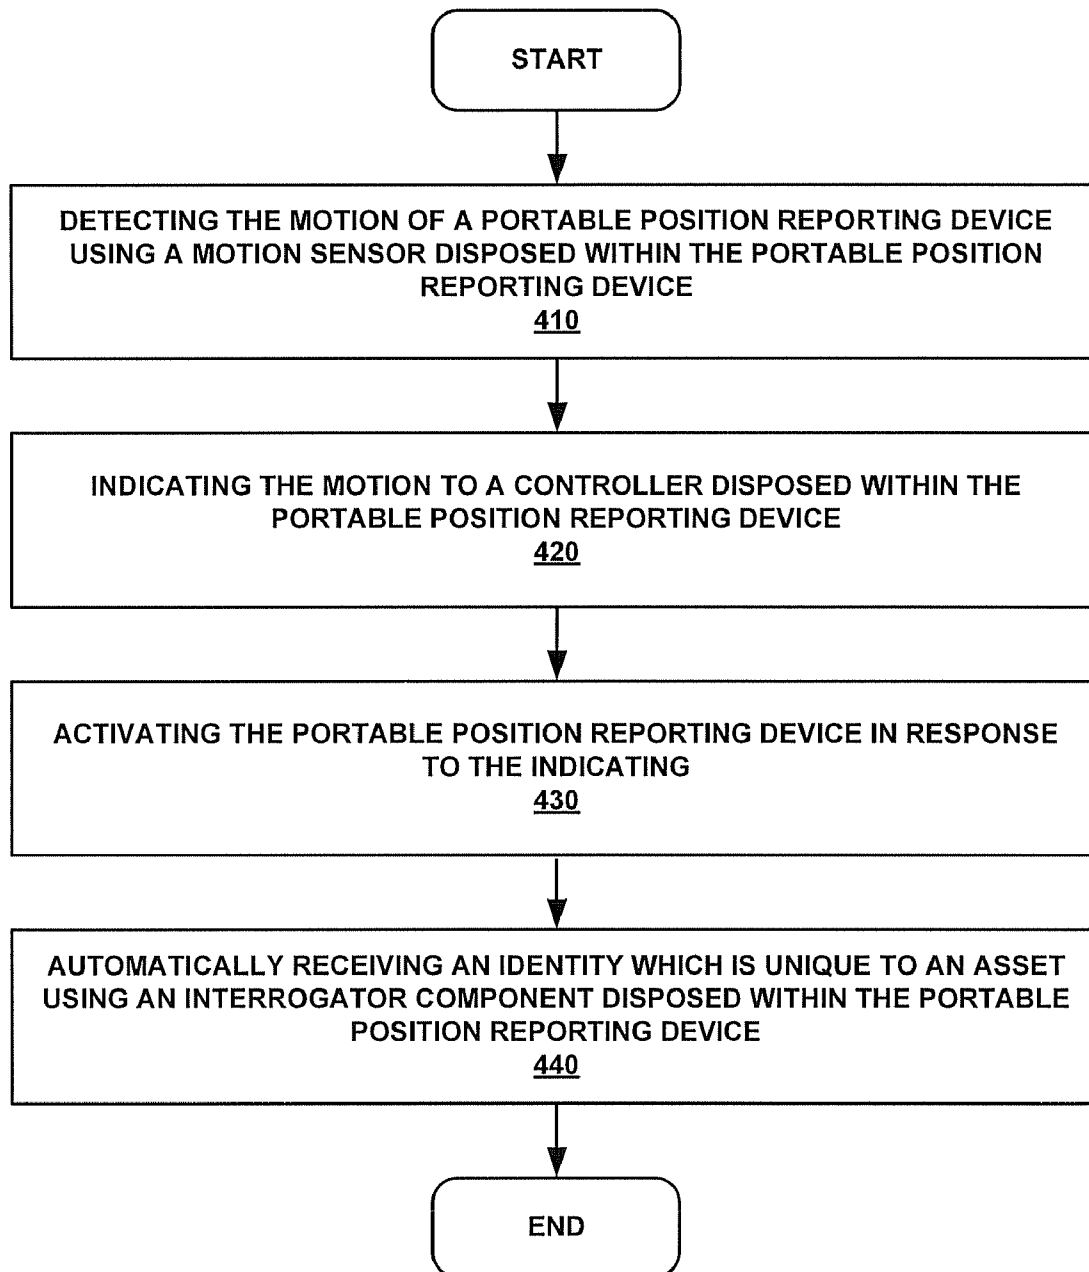 START
DETECTING THE MOTION OF A PORTABLE POSITION REPORTING DEVICE
USING A MOTION SENSOR DISPOSED WITHIN THE PORTABLE POSITION
REPORTING DEVICE
410
INDICATING THE MOTION TO A CONTROLLER DISPOSED WITHIN THE
PORTABLE POSITION REPORTING DEVICE
420
ACTIVATING THE PORTABLE POSITION REPORTING DEVICE IN RESPONSE
TO THE INDICATING
430
AUTOMATICALLY RECEIVING AN IDENTITY WHICH IS UNIQUE TO AN ASSET
USING AN INTERROGATOR COMPONENT DISPOSED WITHIN THE PORTABLE
POSITION REPORTING DEVICE
440
END